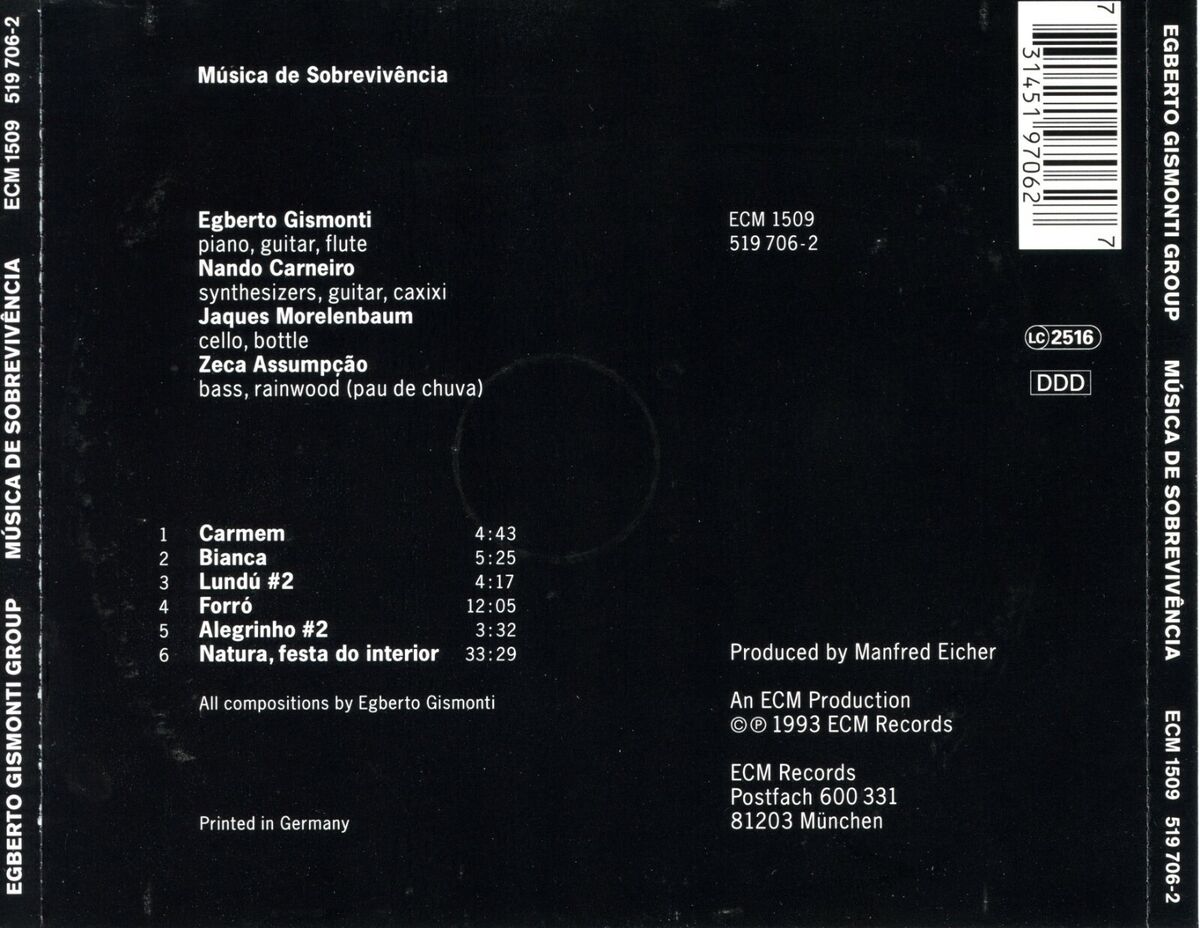 EGBERTO GISMONTI GROUP MÚSICA DE SOBREVIVÊNCIA ECM 1509 519 706-2
Música de Sobrevivência
Egberto Gismonti
piano, guitar, flute
Nando Carneiro
synthesizers, guitar, caxixi
Jaques Morelenbaum
cello, bottle
Zeca Assumpção
bass, rainwood (pau de chuva)
1 Carmem 4:43
2 Bianca 5:25
3 Lundú #2 4:17
4 Forró 12:05
5 Alegrinho #2 3:32
6 Natura, festa do interior 33:29
All compositions by Egberto Gismonti
Printed in Germany
ECM 1509
519 706-2
7 31451 97062 7
LC 2516
DDD
Produced by Manfred Eicher
An ECM Production
©℗ 1993 ECM Records
ECM Records
Postfach 600 331
81203 München
EGBERTO GISMONTI GROUP MÚSICA DE SOBREVIVÊNCIA ECM 1509 519 706-2